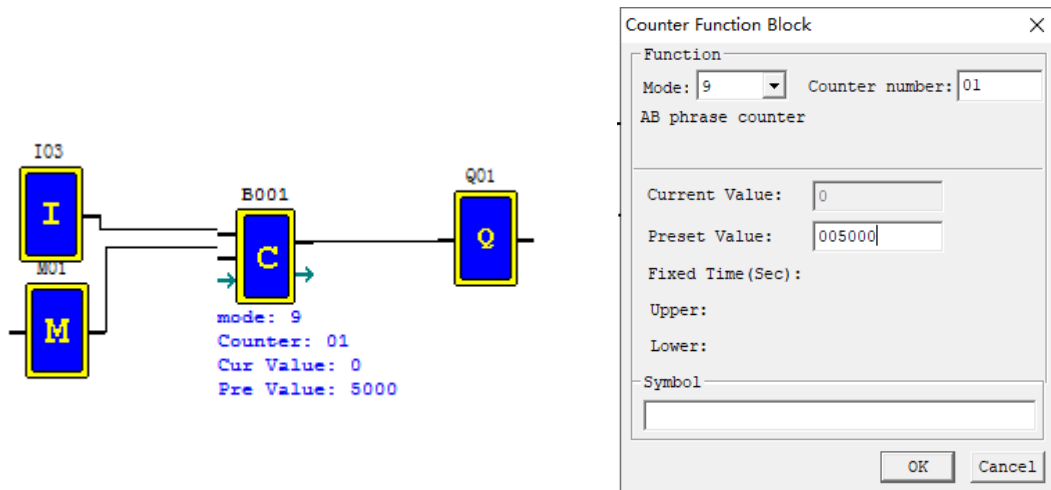 I03
I
M01
M
B001
C
mode: 9
Counter: 01
Cur Value: 0
Pre Value: 5000
Q01
Q
Counter Function Block
Function
Mode: 9 Counter number: 01
AB phrase counter
Current Value: 0
Preset Value: 005000
Fixed Time(Sec):
Upper:
Lower:
Symbol
OK Cancel